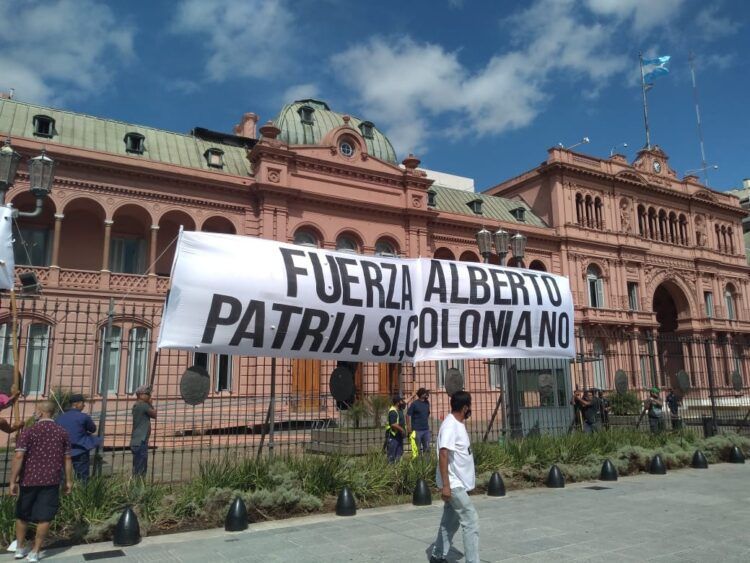 FUERZA ALBERTO
PATRIA SI, COLONIA NO